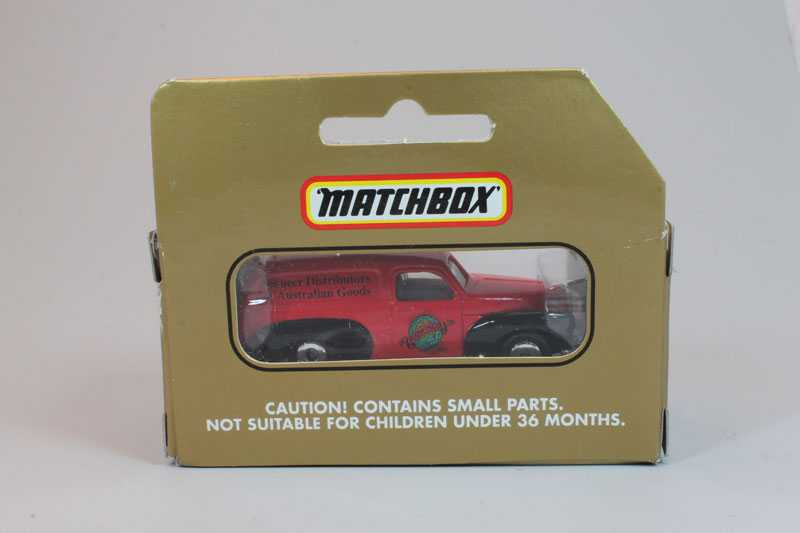 MATCHBOX
Distributors
Australian Goods
CAUTION! CONTAINS SMALL PARTS.
NOT SUITABLE FOR CHILDREN UNDER 36 MONTHS.